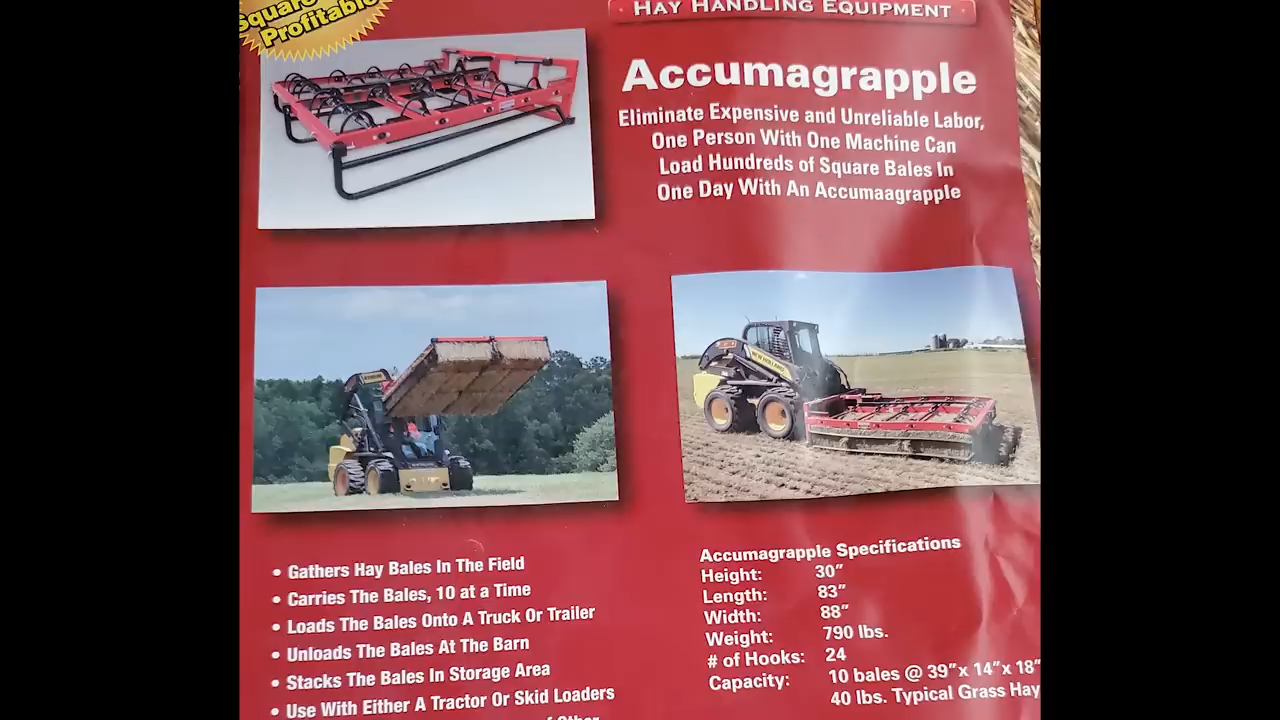 Square
Profitable
HAY HANDLING EQUIPMENT
Accumagrapple
Eliminate Expensive and Unreliable Labor,
One Person With One Machine Can
Load Hundreds of Square Bales In
One Day With An Accumaagrapple
NEW HOLLAND
• Gathers Hay Bales In The Field
• Carries The Bales, 10 at a Time
• Loads The Bales Onto A Truck Or Trailer
• Unloads The Bales At The Barn
• Stacks The Bales In Storage Area
• Use With Either A Tractor Or Skid Loaders
of Other
Accumagrapple Specifications
Height: 30”
Length: 83”
Width: 88”
Weight: 790 lbs.
# of Hooks: 24
Capacity: 10 bales @ 39”x 14”x 18”
40 lbs. Typical Grass Hay